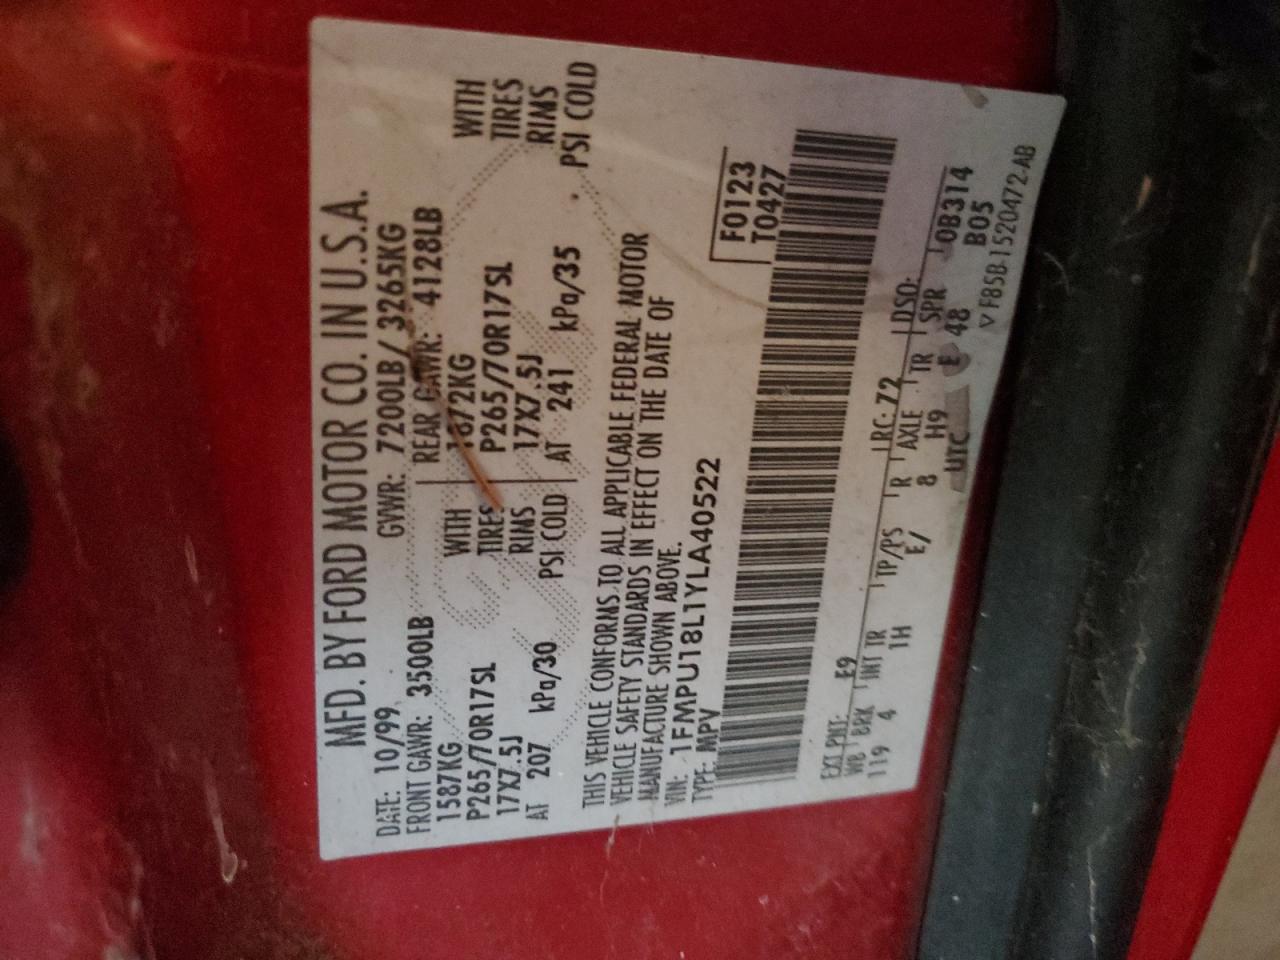 MFD. BY FORD MOTOR CO. IN U.S.A.
DATE: 10/99 GVWR: 7200LB/ 3265KG
FRONT GAWR: 3500LB REAR GAWR: 4128LB
1587KG WITH 1872KG WITH
P265/70R17SL TIRES P265/70R17SL TIRES
17X7.5J RIMS 17X7.5J RIMS
AT 207 kPa/30 PSI COLD AT 241 kPa/35 PSI COLD
THIS VEHICLE CONFORMS TO ALL APPLICABLE FEDERAL MOTOR
VEHICLE SAFETY STANDARDS IN EFFECT ON THE DATE OF
MANUFACTURE SHOWN ABOVE.
VIN: 1FMPU18L1YLA40522
TYPE: MPV
F0123
T0427
EXT PNT: E9 RC: 72 DSO:
WB BRK INT TR TP/PS R AXLE TR SPR 0B314
119 4 1H E/ 8 H9 E 48 B05
UTC
▽ F85B-1520472-AB